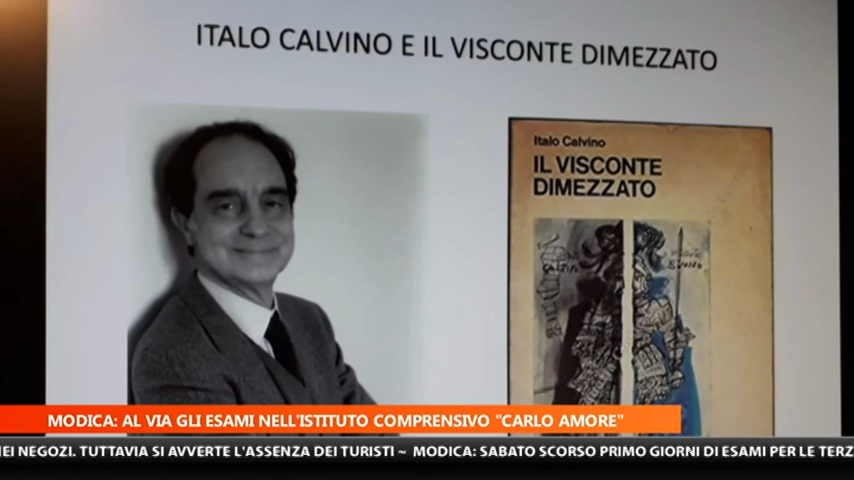 ITALO CALVINO E IL VISCONTE DIMEZZATO
Italo Calvino
IL VISCONTE
DIMEZZATO
MODICA: AL VIA GLI ESAMI NELL'ISTITUTO COMPRENSIVO "CARLO AMORE"
NEI NEGOZI. TUTTAVIA SI AVVERTE L'ASSENZA DEI TURISTI ~ MODICA: SABATO SCORSO PRIMO GIORNI DI ESAMI PER LE TERZ